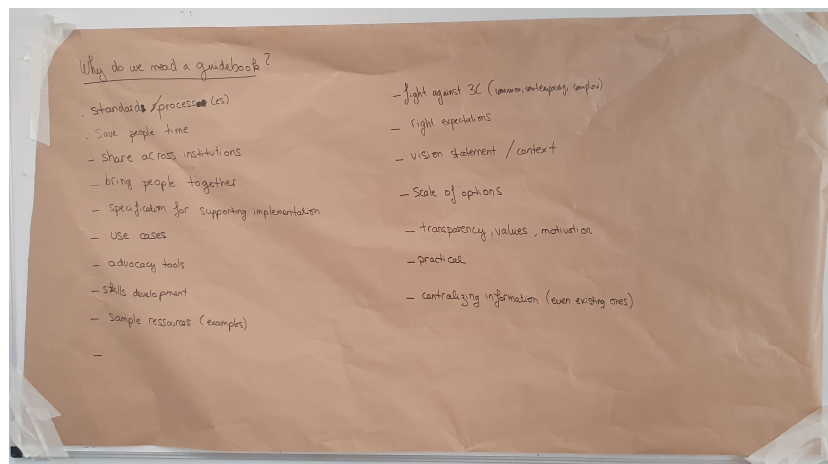 Why do we need a guidebook?
. standards / process (es)
. Save people time
- share across institutions
- bring people together
- specification for supporting implementation
- use cases
- advocacy tools
- skills development
- Sample ressources (examples)
-
- fight against 3C (common, contemporary, complex)
- right expectations
- vision statement / context
- scale of options
- transparency, values, motivation
- practical
- centralizing information (even existing ones)